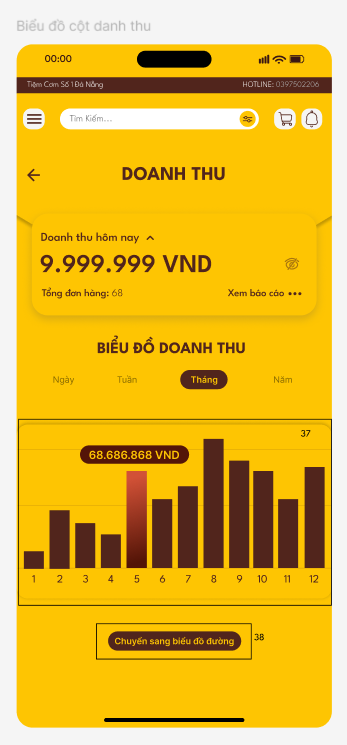 Biểu đồ cột danh thu
00:00
Tiệm Cơm Số 1 Đà Nẵng HOTLINE: 0397502206
Tìm Kiếm...
DOANH THU
Doanh thu hôm nay
9.999.999 VND
Tổng đơn hàng: 68 Xem báo cáo •••
BIỂU ĐỒ DOANH THU
Ngày Tuần Tháng Năm
37
68.686.868 VND
1 2 3 4 5 6 7 8 9 10 11 12
Chuyển sang biểu đồ đường 38